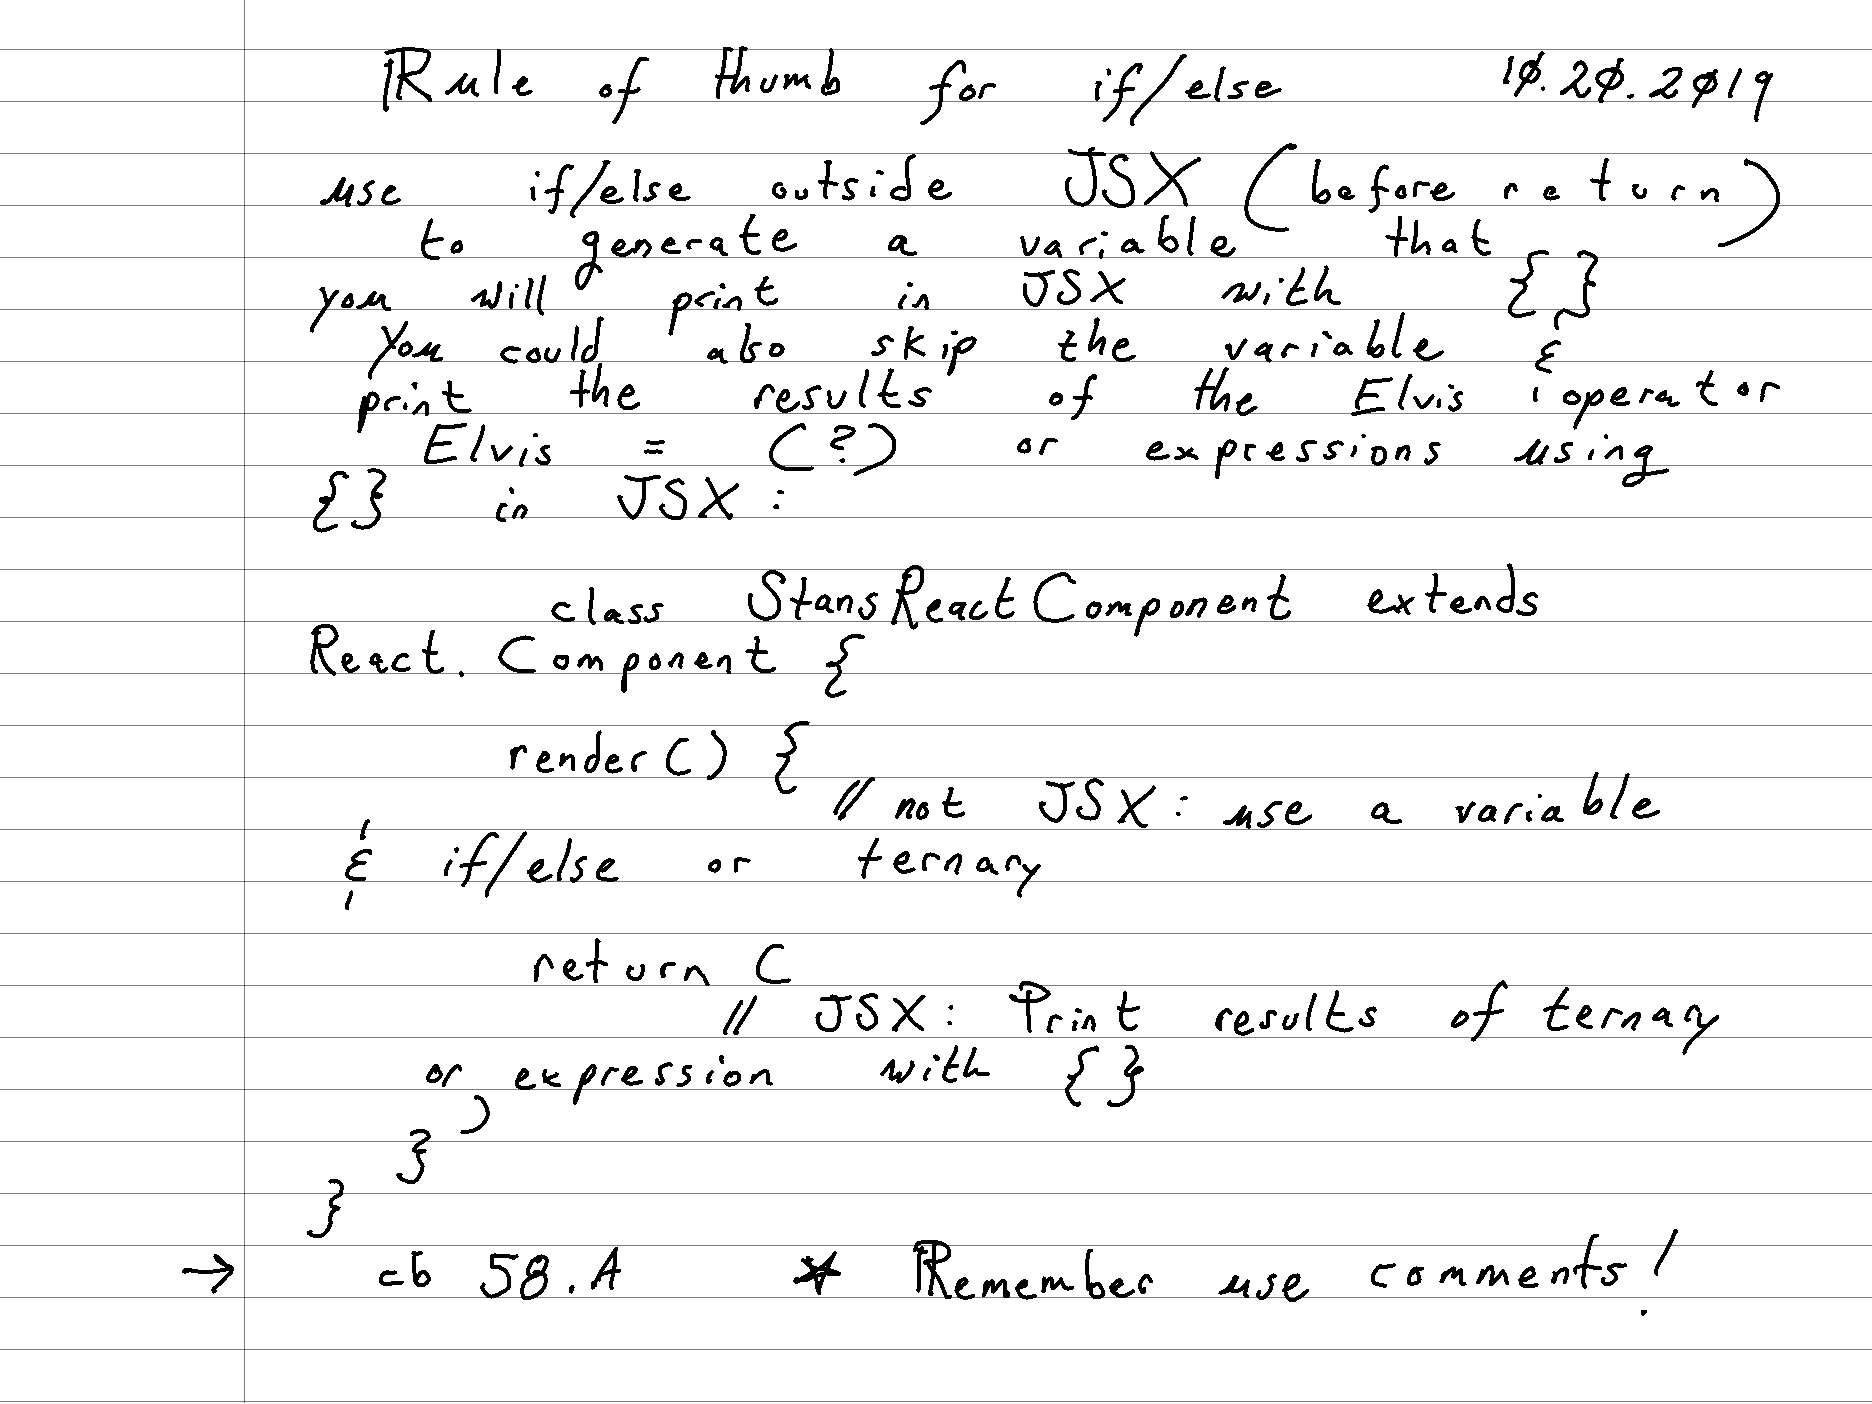 Rule of thumb for if/else 10.20.2019
use if/else outside JSX (before return)
to generate a variable that
you will print in JSX with { }
You could also skip the variable &
print the results of the Elvis operator
Elvis = (?) or expressions using
{} in JSX :
class StansReactComponent extends
React.Component {
render() {
// not JSX: use a variable
& if/else or ternary
return (
// JSX: Print results of ternary
or expression with { }
)
}
}
→ cb 58.A ★ Remember use comments!